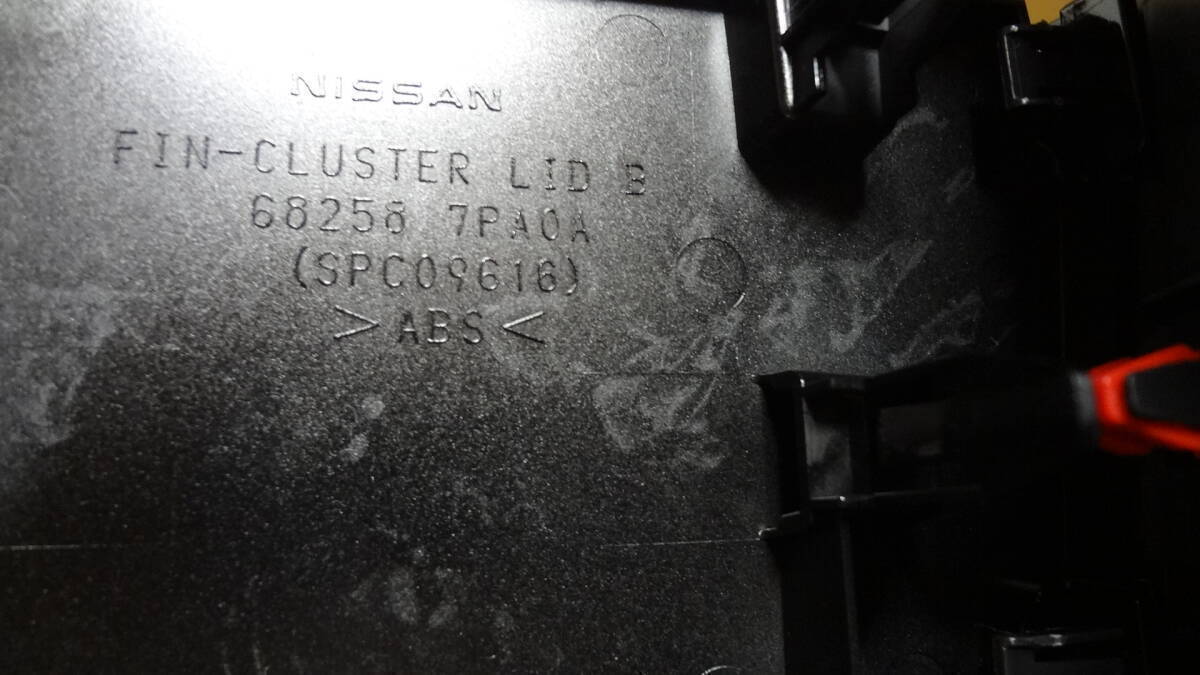 NISSAN
FIN-CLUSTER LID B
68258 7PA0A
(SPC09616)
>ABS<